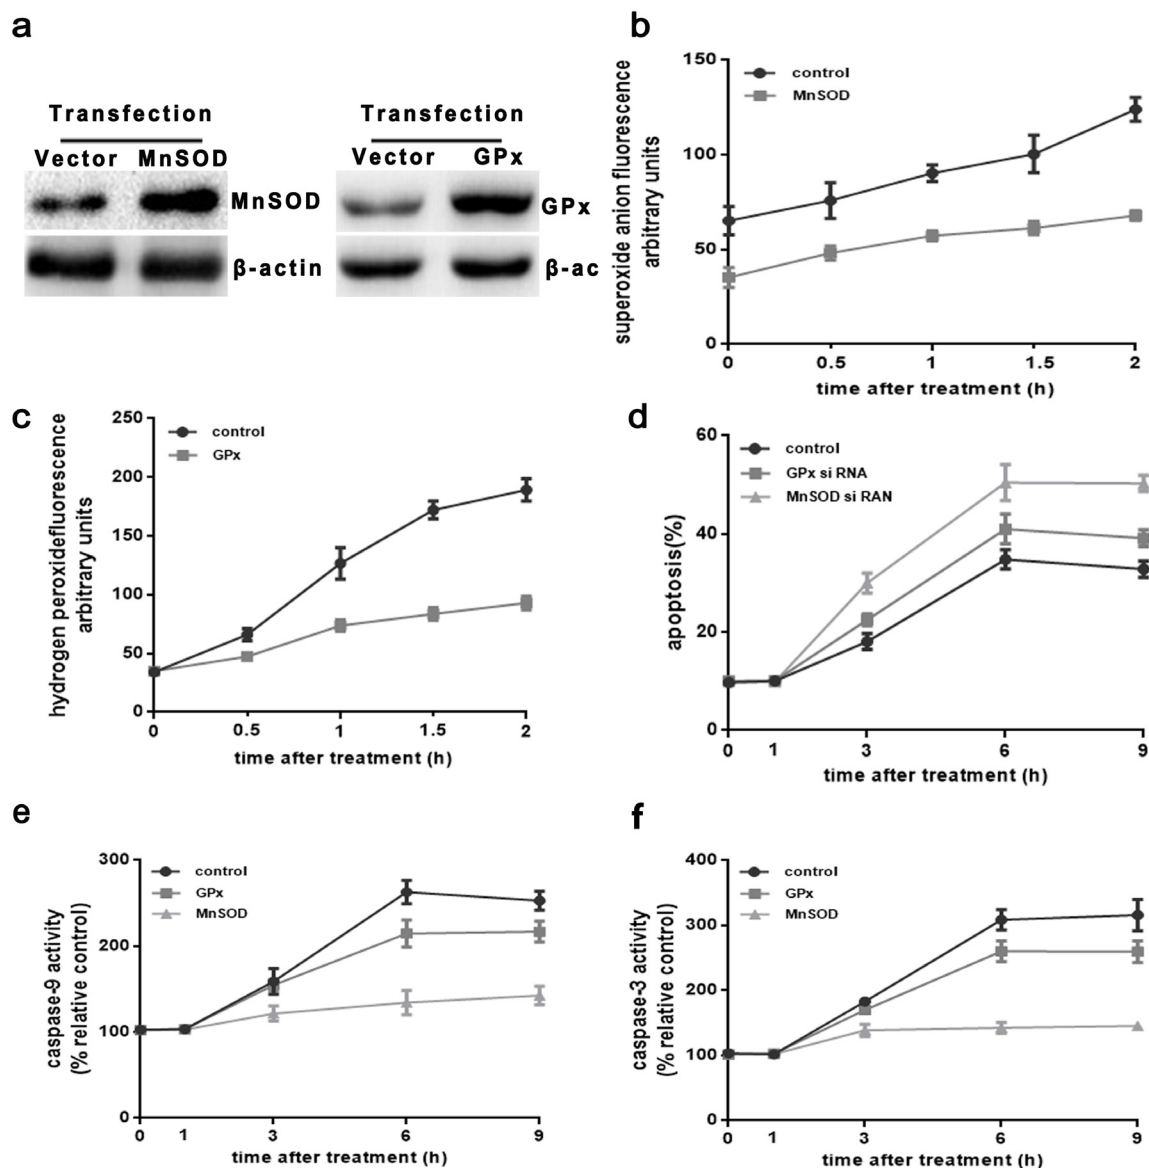 a
Transfection
Vector MnSOD
MnSOD
β-actin
Transfection
Vector GPx
GPx
β-ac
b
superoxide anion fluorescence
arbitrary units
150
100
50
0
control
MnSOD
0 0.5 1 1.5 2
time after treatment (h)
c
hydrogen peroxidefluorescence
arbitrary units
250
200
150
100
50
0
control
GPx
0 0.5 1 1.5 2
time after treatment (h)
d
apoptosis(%)
60
40
20
0
control
GPx si RNA
MnSOD si RAN
0 1 3 6 9
time after treatment (h)
e
caspase-9 activity
(% relative control)
300
200
100
0
control
GPx
MnSOD
0 1 3 6 9
time after treatment (h)
f
caspase-3 activity
(% relative control)
400
300
200
100
0
control
GPx
MnSOD
0 1 3 6 9
time after treatment (h)